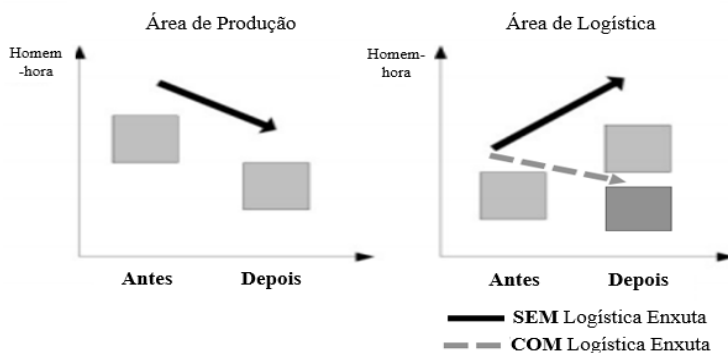 Área de Produção
Homem
-hora
Antes
Depois
Área de Logística
Homem-
hora
Antes
Depois
SEM Logística Enxuta
COM Logística Enxuta